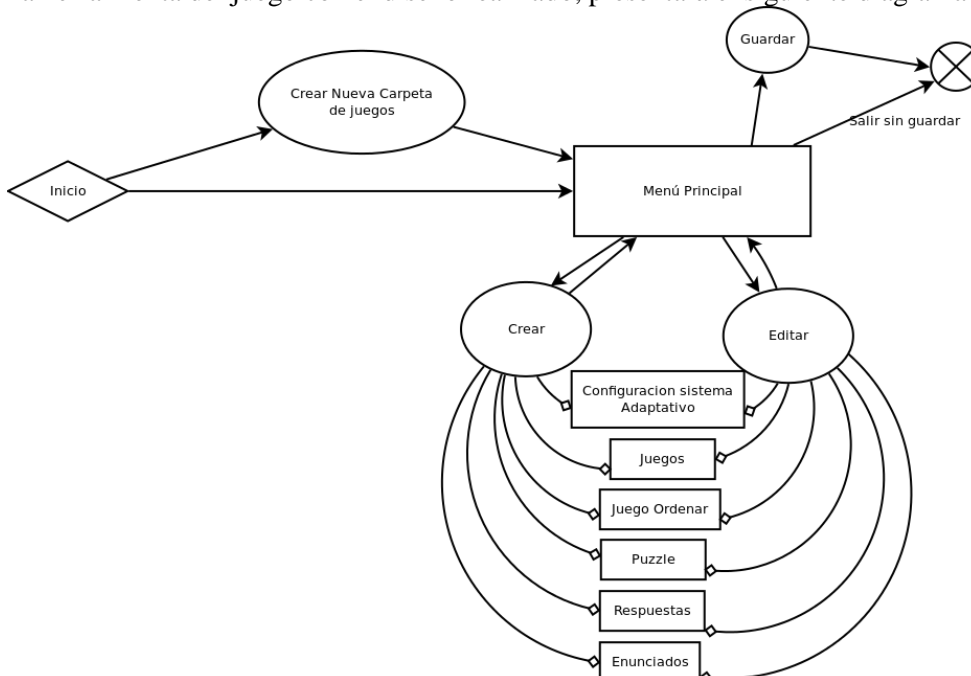 Guardar
Crear Nueva Carpeta
de juegos
Salir sin guardar
Inicio
Menú Principal
Crear
Editar
Configuracion sistema
Adaptativo
Juegos
Juego Ordenar
Puzzle
Respuestas
Enunciados